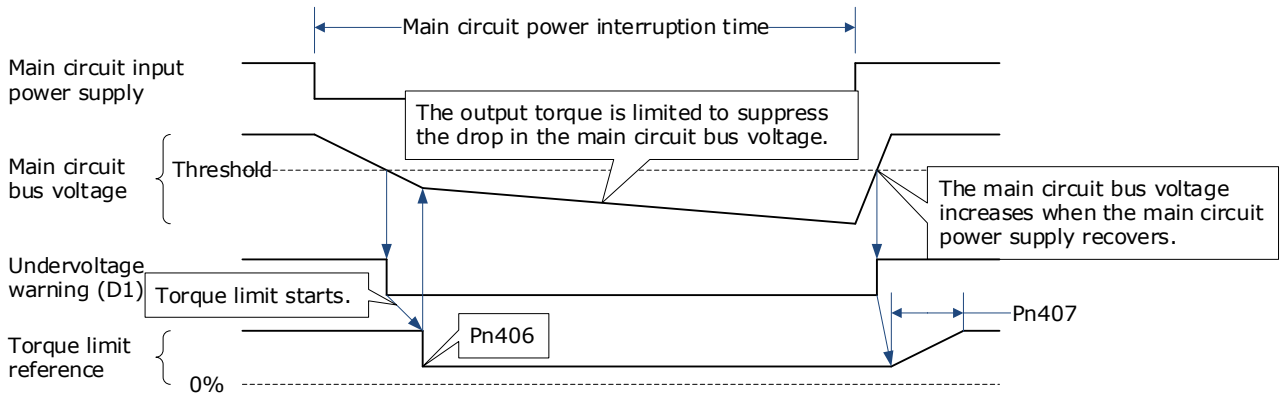 Main circuit power interruption time
Main circuit input
power supply
The output torque is limited to suppress
the drop in the main circuit bus voltage.
Main circuit
bus voltage
Threshold
The main circuit bus voltage
increases when the main circuit
power supply recovers.
Undervoltage
warning (D1)
Torque limit starts.
Pn406
Pn407
Torque limit
reference
0%